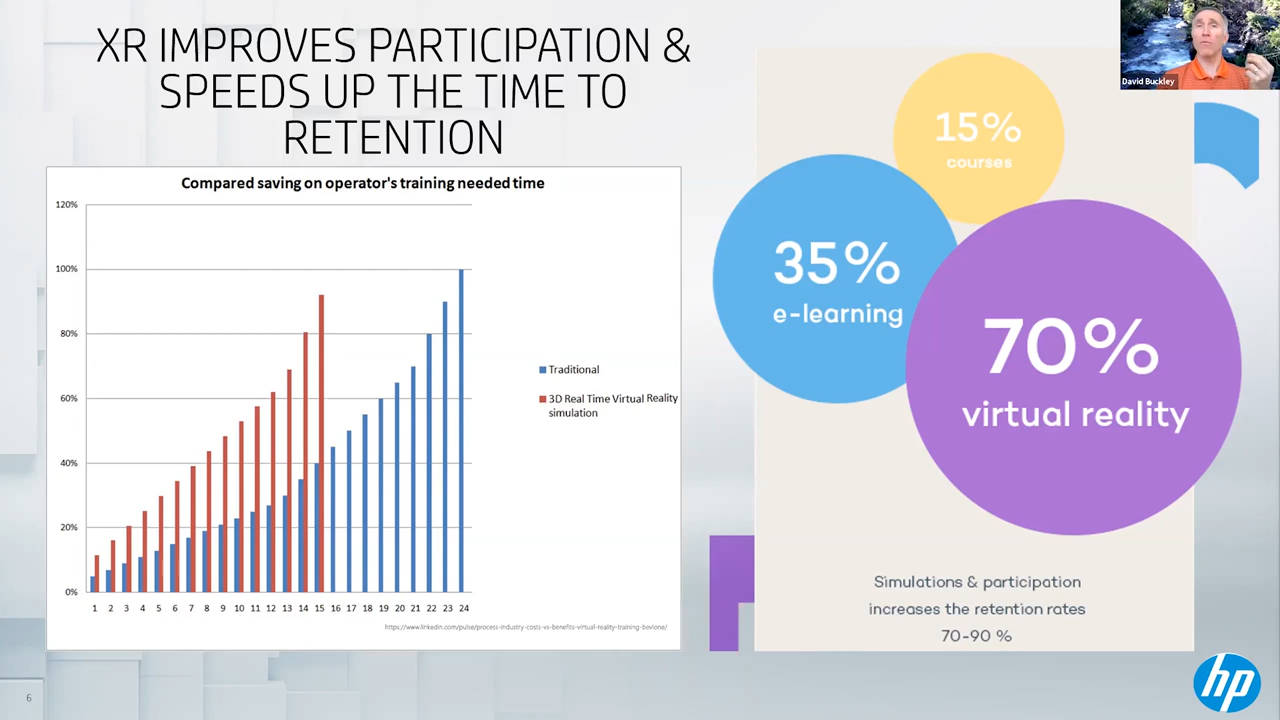 XR IMPROVES PARTICIPATION &
SPEEDS UP THE TIME TO
RETENTION
Compared saving on operator's training needed time
120%
100%
80%
60%
40%
20%
0%
1 2 3 4 5 6 7 8 9 10 11 12 13 14 15 16 17 18 19 20 21 22 23 24
Traditional
3D Real Time Virtual Reality
simulation
https://www.linkedin.com/pulse/process-industry-costs-vs-benefits-virtual-reality-training-bevione/
15%
courses
35%
e-learning
70%
virtual reality
Simulations & participation
increases the retention rates
70-90 %
David Buckley
6
hp